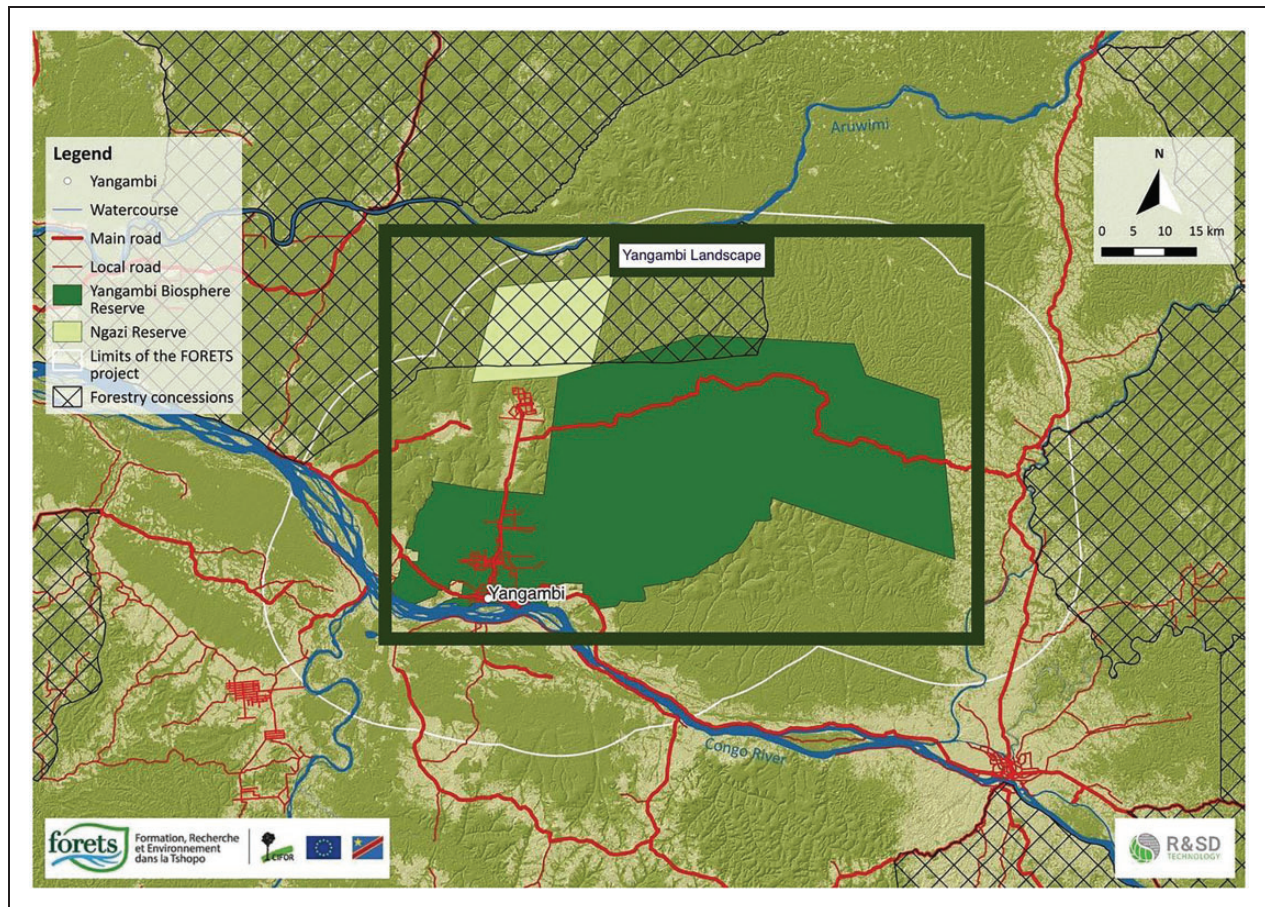 Aruwimi
Legend
Yangambi
Watercourse
Main road
Local road
Yangambi Biosphere
Reserve
Ngazi Reserve
Limits of the FORETS
project
Forestry concessions
N
0 5 10 15 km
Yangambi Landscape
Yangambi
Congo River
forêts
Formation, Recherche
et Environnement
dans la Tshopo
CIFOR
R&SD
TECHNOLOGY